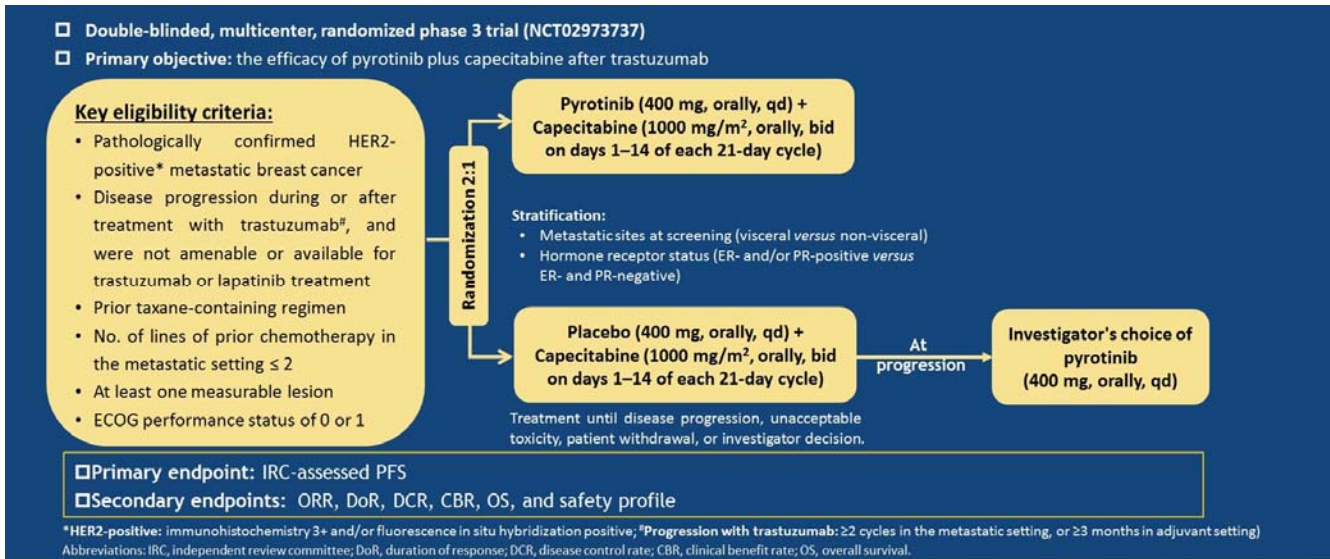 Double-blinded, multicenter, randomized phase 3 trial (NCT02973737)
Primary objective: the efficacy of pyrotinib plus capecitabine after trastuzumab
Key eligibility criteria:
• Pathologically confirmed HER2-
positive* metastatic breast cancer
• Disease progression during or after
treatment with trastuzumab#, and
were not amenable or available for
trastuzumab or lapatinib treatment
• Prior taxane-containing regimen
• No. of lines of prior chemotherapy in
the metastatic setting ≤ 2
• At least one measurable lesion
• ECOG performance status of 0 or 1
Randomization 2:1
Pyrotinib (400 mg, orally, qd) +
Capecitabine (1000 mg/m², orally, bid
on days 1–14 of each 21-day cycle)
Stratification:
• Metastatic sites at screening (visceral versus non-visceral)
• Hormone receptor status (ER- and/or PR-positive versus
ER- and PR-negative)
Placebo (400 mg, orally, qd) +
Capecitabine (1000 mg/m², orally, bid
on days 1–14 of each 21-day cycle)
At
progression
Investigator's choice of
pyrotinib
(400 mg, orally, qd)
Treatment until disease progression, unacceptable
toxicity, patient withdrawal, or investigator decision.
Primary endpoint: IRC-assessed PFS
Secondary endpoints: ORR, DoR, DCR, CBR, OS, and safety profile
*HER2-positive: immunohistochemistry 3+ and/or fluorescence in situ hybridization positive; #Progression with trastuzumab: ≥2 cycles in the metastatic setting, or ≥3 months in adjuvant setting)
Abbreviations: IRC, independent review committee; DoR, duration of response; DCR, disease control rate; CBR, clinical benefit rate; OS, overall survival.